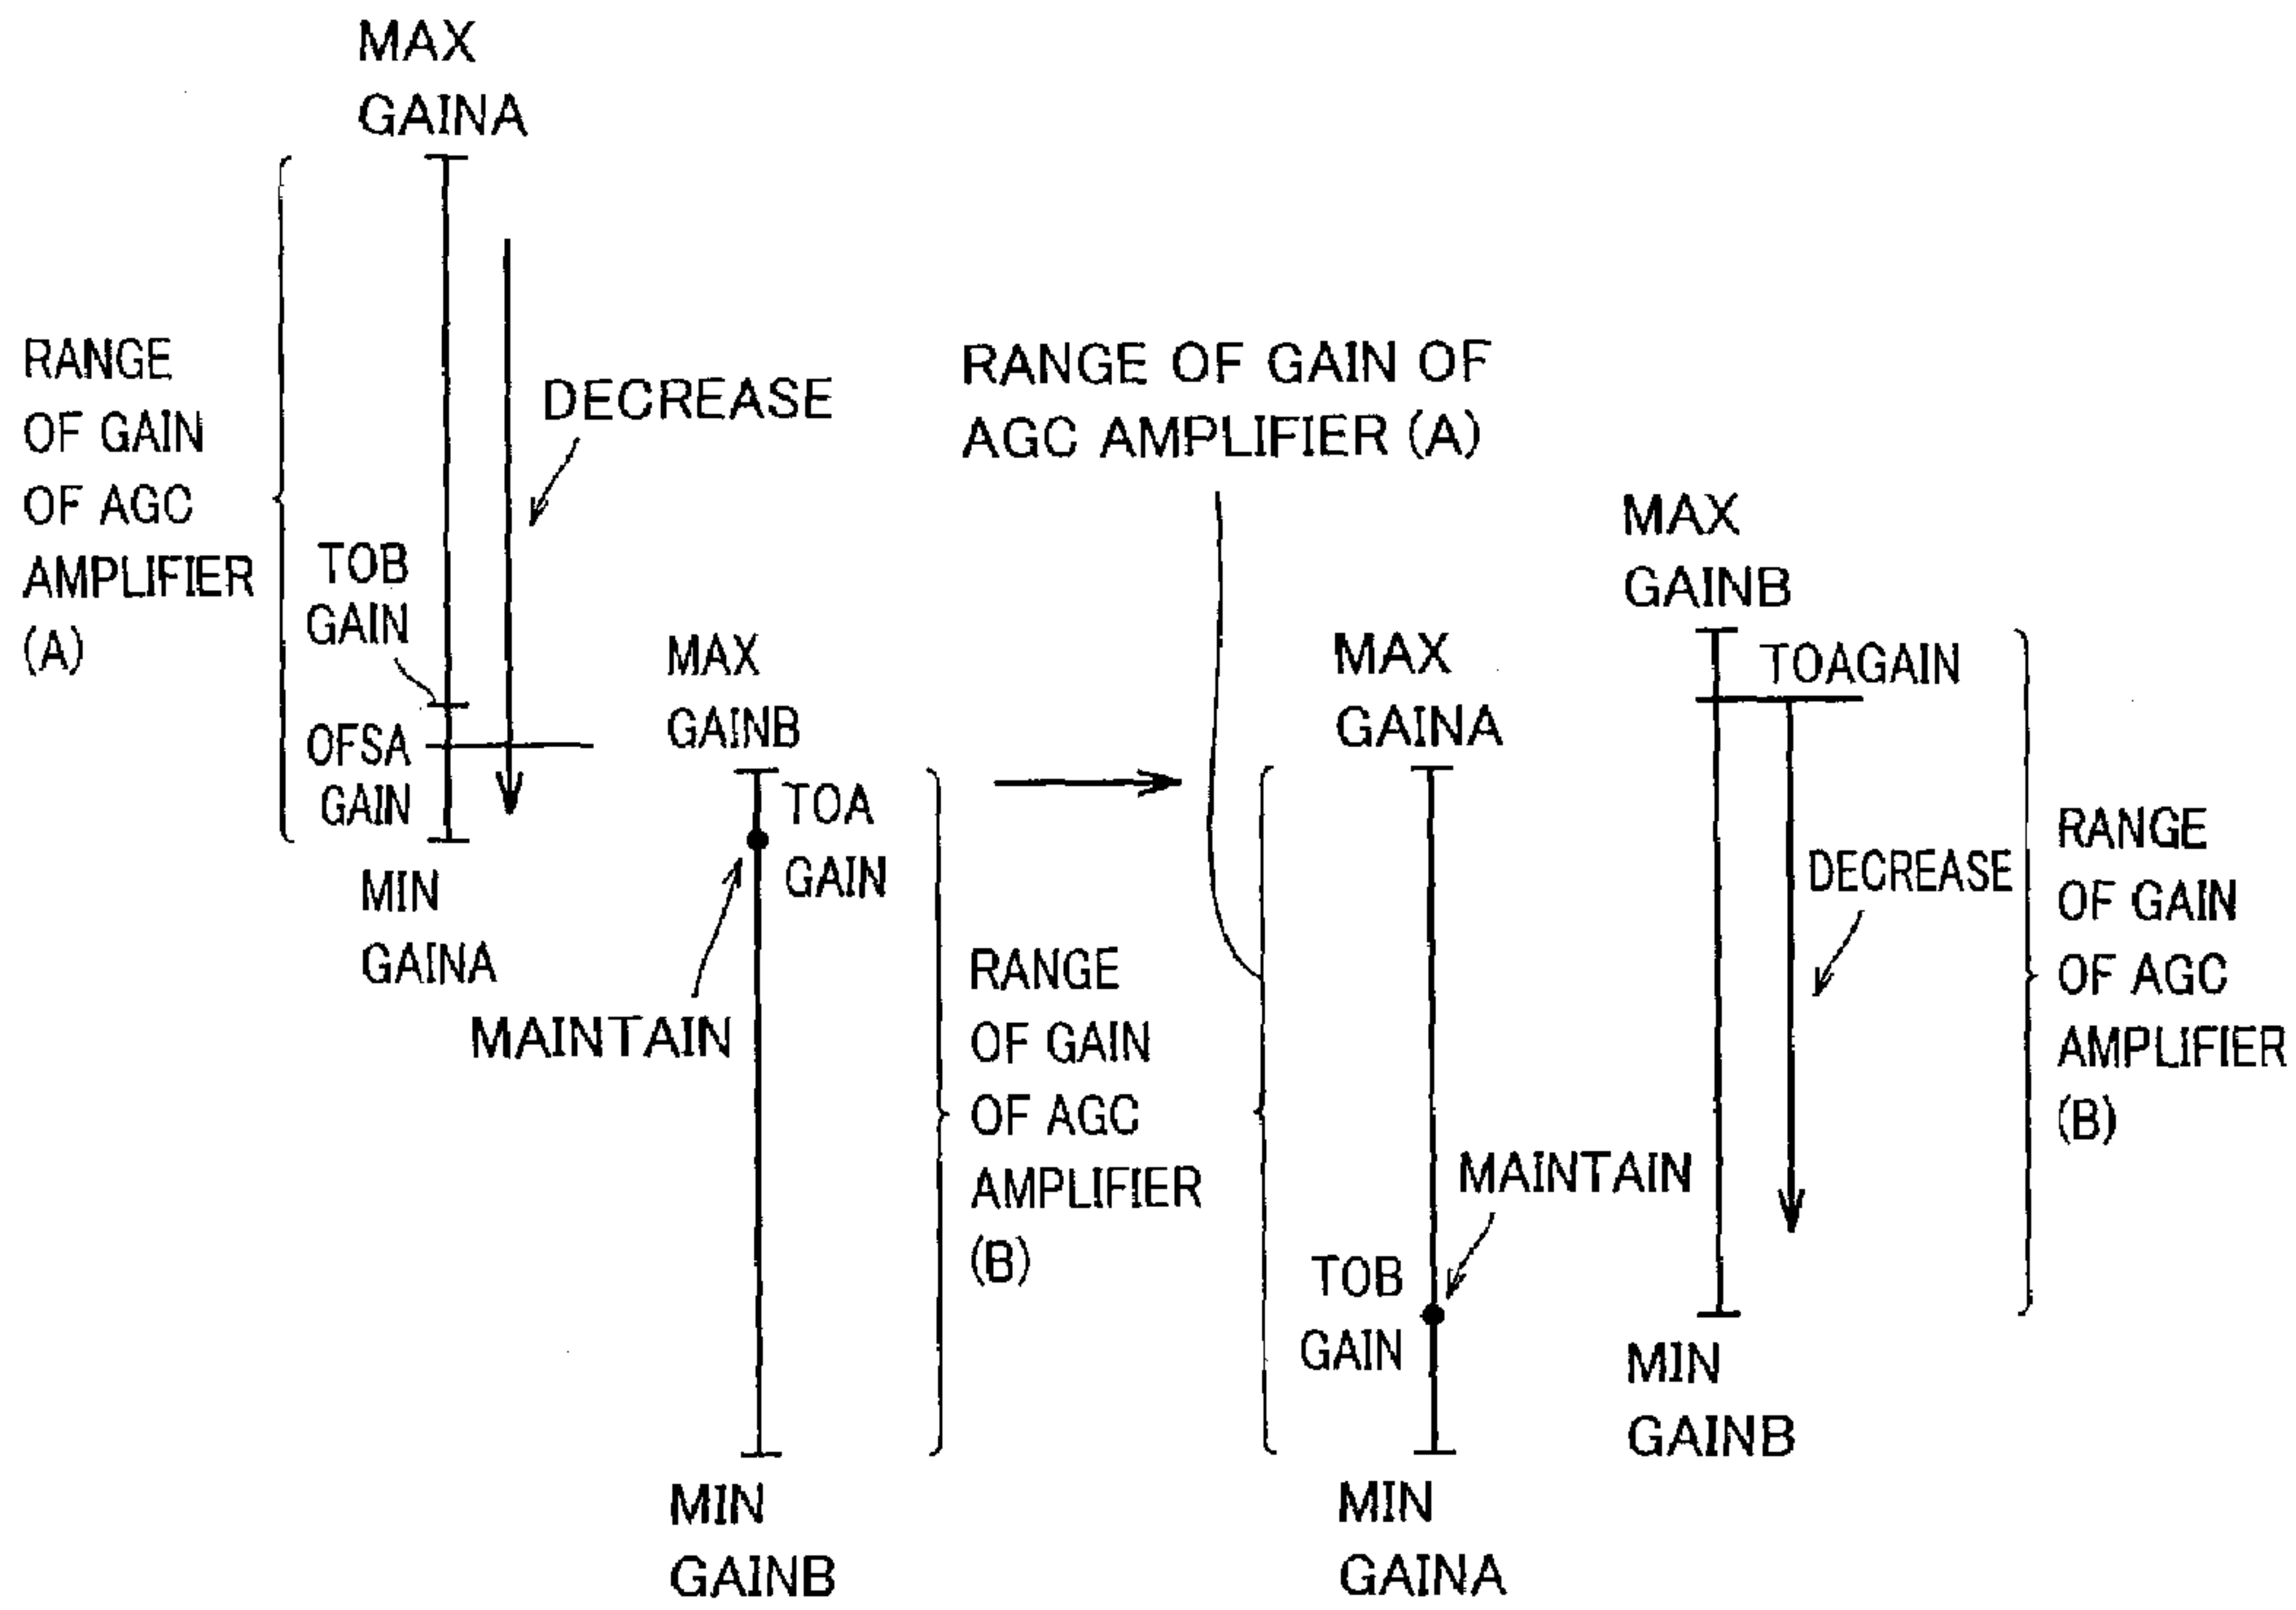 MAX
GAINA
RANGE
OF GAIN
OF AGC
AMPLIFIER
(A)
DECREASE
TOB
GAIN
OFSA
GAIN
MIN
GAINA
MAX
GAINB
TOA
GAIN
MAINTAIN
RANGE
OF GAIN
OF AGC
AMPLIFIER
(B)
MIN
GAINB
RANGE OF GAIN OF
AGC AMPLIFIER (A)
MAX
GAINA
MAINTAIN
TOB
GAIN
MIN
GAINA
MAX
GAINB
TOAGAIN
DECREASE
RANGE
OF GAIN
OF AGC
AMPLIFIER
(B)
MIN
GAINB